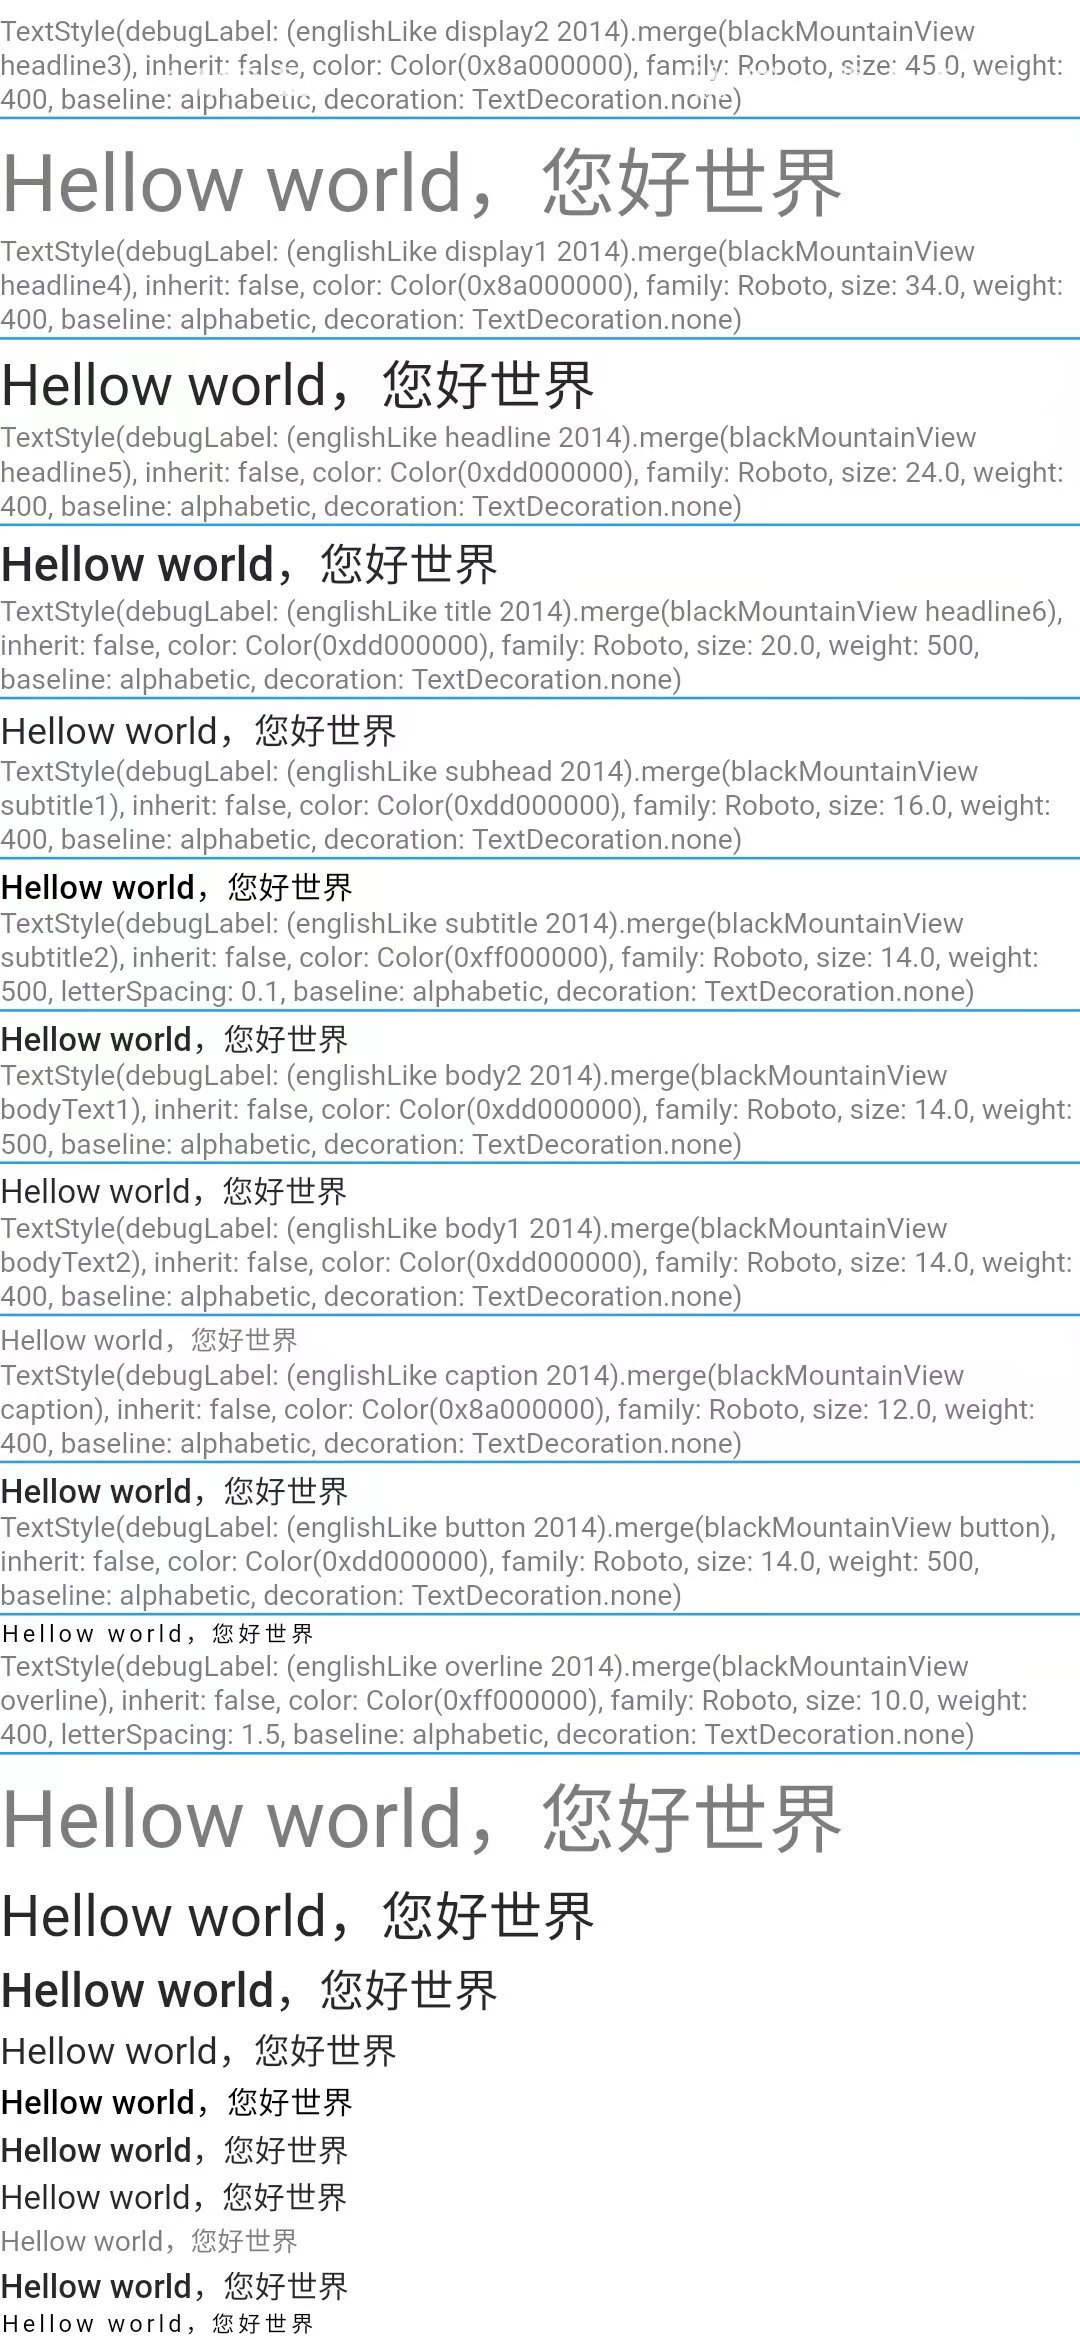 TextStyle(debugLabel: (englishLike display2 2014).merge(blackMountainView
headline3), inherit: false, color: Color(0x8a000000), family: Roboto, size: 45.0, weight:
400, baseline: alphabetic, decoration: TextDecoration.none)
Hellow world，您好世界
TextStyle(debugLabel: (englishLike display1 2014).merge(blackMountainView
headline4), inherit: false, color: Color(0x8a000000), family: Roboto, size: 34.0, weight:
400, baseline: alphabetic, decoration: TextDecoration.none)
Hellow world，您好世界
TextStyle(debugLabel: (englishLike headline 2014).merge(blackMountainView
headline5), inherit: false, color: Color(0xdd000000), family: Roboto, size: 24.0, weight:
400, baseline: alphabetic, decoration: TextDecoration.none)
Hellow world，您好世界
TextStyle(debugLabel: (englishLike title 2014).merge(blackMountainView headline6),
inherit: false, color: Color(0xdd000000), family: Roboto, size: 20.0, weight: 500,
baseline: alphabetic, decoration: TextDecoration.none)
Hellow world，您好世界
TextStyle(debugLabel: (englishLike subhead 2014).merge(blackMountainView
subtitle1), inherit: false, color: Color(0xdd000000), family: Roboto, size: 16.0, weight:
400, baseline: alphabetic, decoration: TextDecoration.none)
Hellow world，您好世界
TextStyle(debugLabel: (englishLike subtitle 2014).merge(blackMountainView
subtitle2), inherit: false, color: Color(0xff000000), family: Roboto, size: 14.0, weight:
500, letterSpacing: 0.1, baseline: alphabetic, decoration: TextDecoration.none)
Hellow world，您好世界
TextStyle(debugLabel: (englishLike body2 2014).merge(blackMountainView
bodyText1), inherit: false, color: Color(0xdd000000), family: Roboto, size: 14.0, weight:
500, baseline: alphabetic, decoration: TextDecoration.none)
Hellow world，您好世界
TextStyle(debugLabel: (englishLike body1 2014).merge(blackMountainView
bodyText2), inherit: false, color: Color(0xdd000000), family: Roboto, size: 14.0, weight:
400, baseline: alphabetic, decoration: TextDecoration.none)
Hellow world，您好世界
TextStyle(debugLabel: (englishLike caption 2014).merge(blackMountainView
caption), inherit: false, color: Color(0x8a000000), family: Roboto, size: 12.0, weight:
400, baseline: alphabetic, decoration: TextDecoration.none)
Hellow world，您好世界
TextStyle(debugLabel: (englishLike button 2014).merge(blackMountainView button),
inherit: false, color: Color(0xdd000000), family: Roboto, size: 14.0, weight: 500,
baseline: alphabetic, decoration: TextDecoration.none)
Hellow world，您好世界
TextStyle(debugLabel: (englishLike overline 2014).merge(blackMountainView
overline), inherit: false, color: Color(0xff000000), family: Roboto, size: 10.0, weight:
400, letterSpacing: 1.5, baseline: alphabetic, decoration: TextDecoration.none)
Hellow world，您好世界
Hellow world，您好世界
Hellow world，您好世界
Hellow world，您好世界
Hellow world，您好世界
Hellow world，您好世界
Hellow world，您好世界
Hellow world，您好世界
Hellow world，您好世界
Hellow world，您好世界